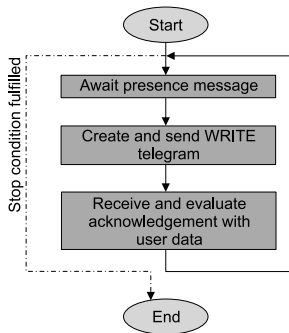 Start
Stop condition fulfilled
Await presence message
Create and send WRITE
telegram
Receive and evaluate
acknowledgement with
user data
End